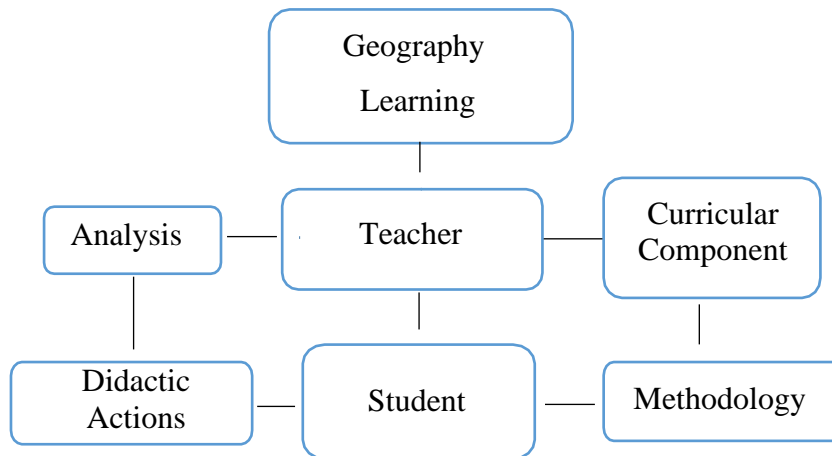 Geography
Learning
Analysis
Teacher
Curricular
Component
Didactic
Actions
Student
Methodology